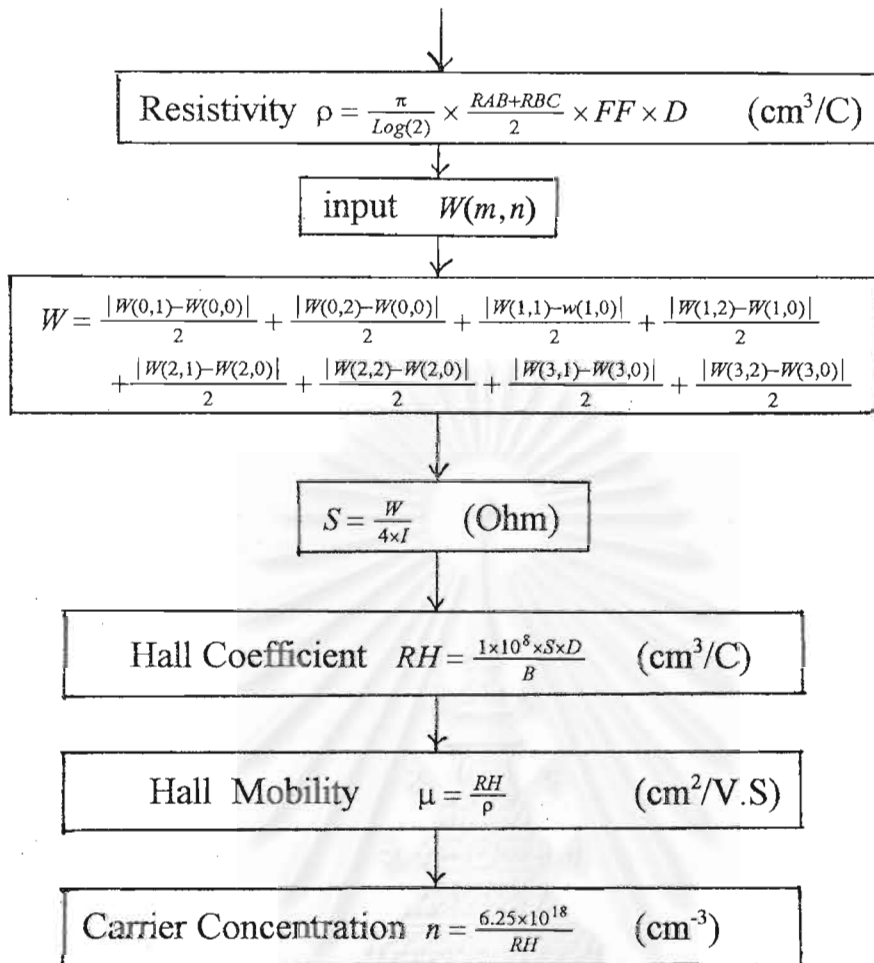 Resistivity ρ = π/Log(2) × RAB+RBC/2 × FF × D (cm³/C)
input W(m,n)
W = |W(0,1)–W(0,0)|/2 + |W(0,2)–W(0,0)|/2 + |W(1,1)–w(1,0)|/2 + |W(1,2)–W(1,0)|/2
+ |W(2,1)–W(2,0)|/2 + |W(2,2)–W(2,0)|/2 + |W(3,1)–W(3,0)|/2 + |W(3,2)–W(3,0)|/2
S = W/4×I (Ohm)
Hall Coefficient RH = 1×10⁸×S×D/B (cm³/C)
Hall Mobility μ = RH/ρ (cm²/V.S)
Carrier Concentration n = 6.25×10¹⁸/RH (cm⁻³)